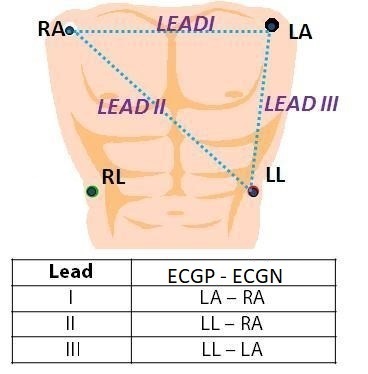 RA LEADI LA
LEAD II LEAD III
RL LL
Lead ECGP - ECGN
I LA – RA
II LL – RA
III LL – LA